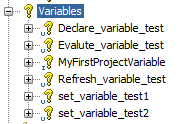 Variables
Declare_variable_test
Evalute_variable_test
MyFirstProjectVariable
Refresh_variable_test
set_variable_test1
set_variable_test2